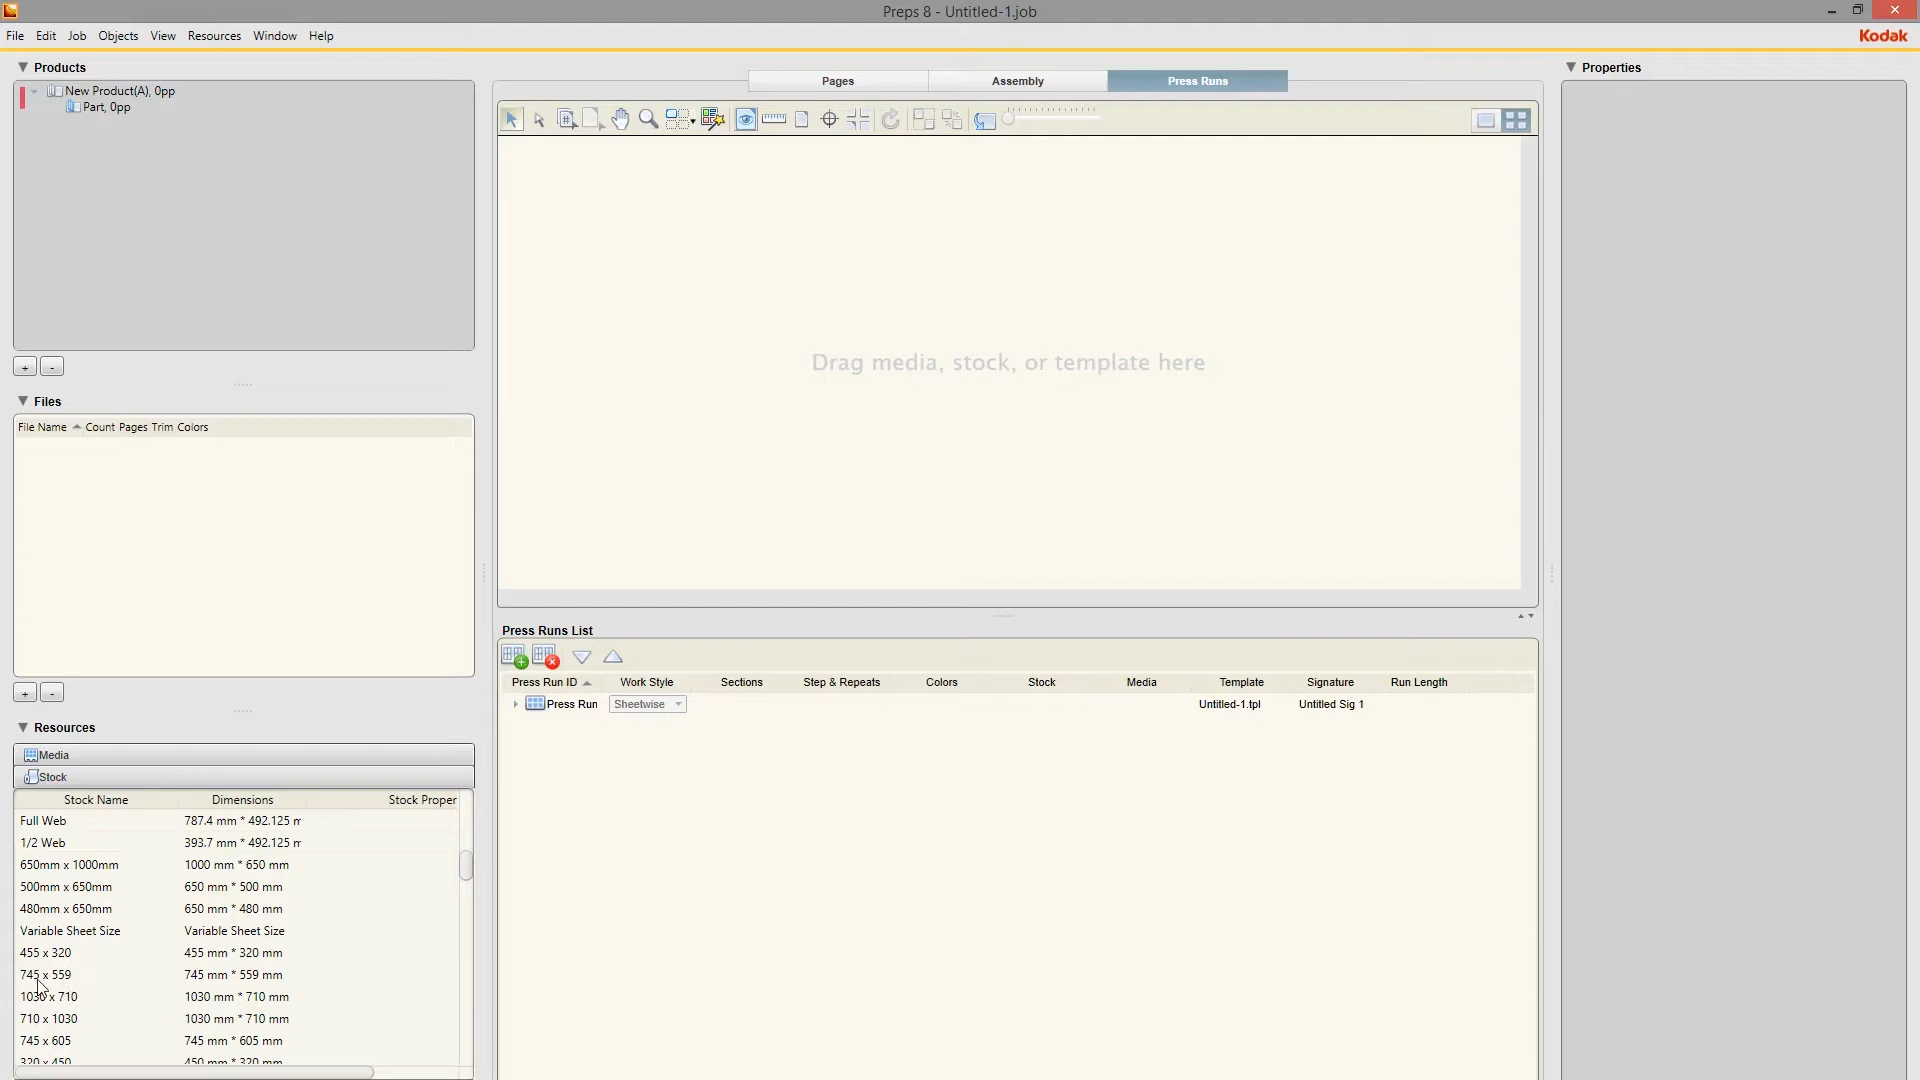 Preps 8 - Untitled-1.job
File Edit Job Objects View Resources Window Help
Kodak
Products
New Product(A), 0pp
Part, 0pp
Files
File Name Count Pages Trim Colors
Resources
Media
Stock
Stock Name Dimensions Stock Proper
Full Web 787.4 mm * 492.125 m
1/2 Web 393.7 mm * 492.125 m
650mm x 1000mm 1000 mm * 650 mm
500mm x 650mm 650 mm * 500 mm
480mm x 650mm 650 mm * 480 mm
Variable Sheet Size Variable Sheet Size
455 x 320 455 mm * 320 mm
745 x 559 745 mm * 559 mm
1030 x 710 1030 mm * 710 mm
710 x 1030 1030 mm * 710 mm
745 x 605 745 mm * 605 mm
320 x 450 450 mm * 320 mm
Pages Assembly Press Runs
Drag media, stock, or template here
Press Runs List
Press Run ID Work Style Sections Step & Repeats Colors Stock Media Template Signature Run Length
Press Run Sheetwise Untitled-1.tpl Untitled Sig 1
Properties